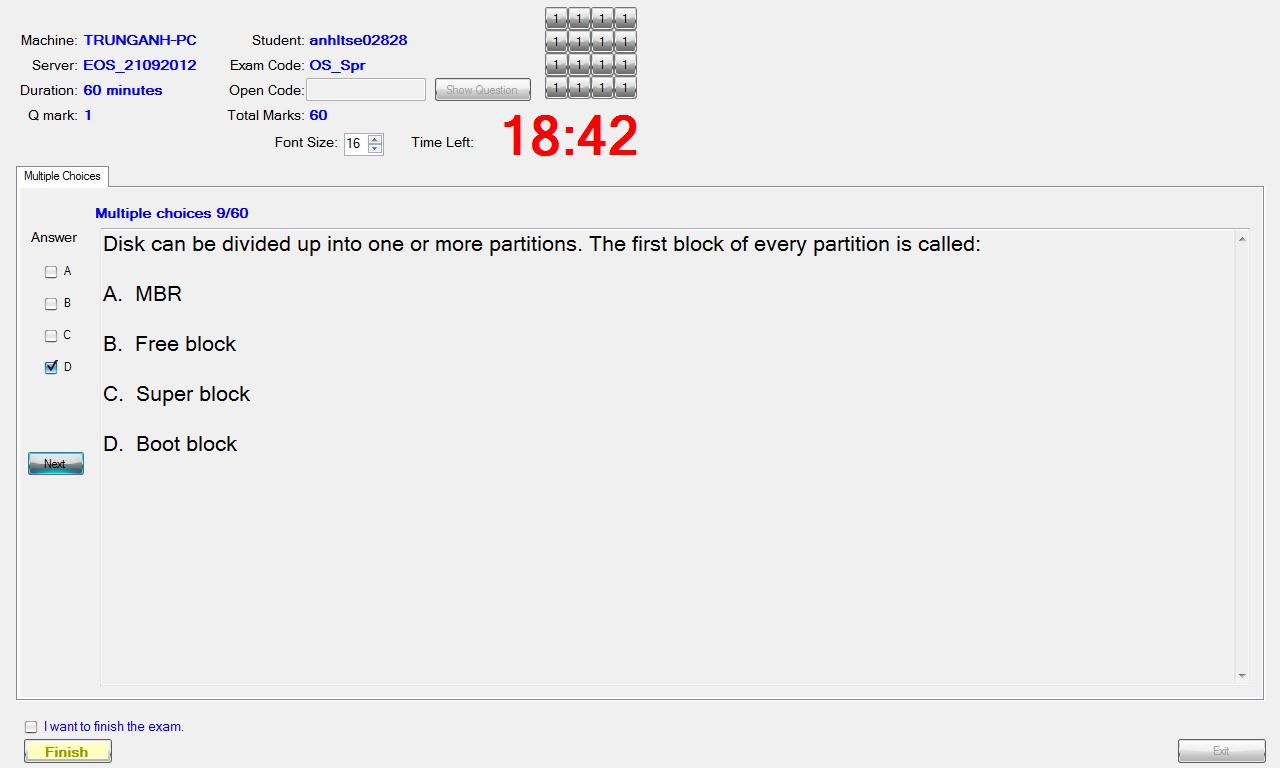 Machine: TRUNGANH-PC Student: anhltse02828
Server: EOS_21092012 Exam Code: OS_Spr
Duration: 60 minutes Open Code: Show Question
Q mark: 1 Total Marks: 60
Font Size: 16 Time Left: 18:42
1 1 1 1
1 1 1 1
1 1 1 1
1 1 1 1
Multiple Choices
Multiple choices 9/60
Answer
A
B
C
D
Next
Disk can be divided up into one or more partitions. The first block of every partition is called:
A. MBR
B. Free block
C. Super block
D. Boot block
I want to finish the exam.
Finish
Exit